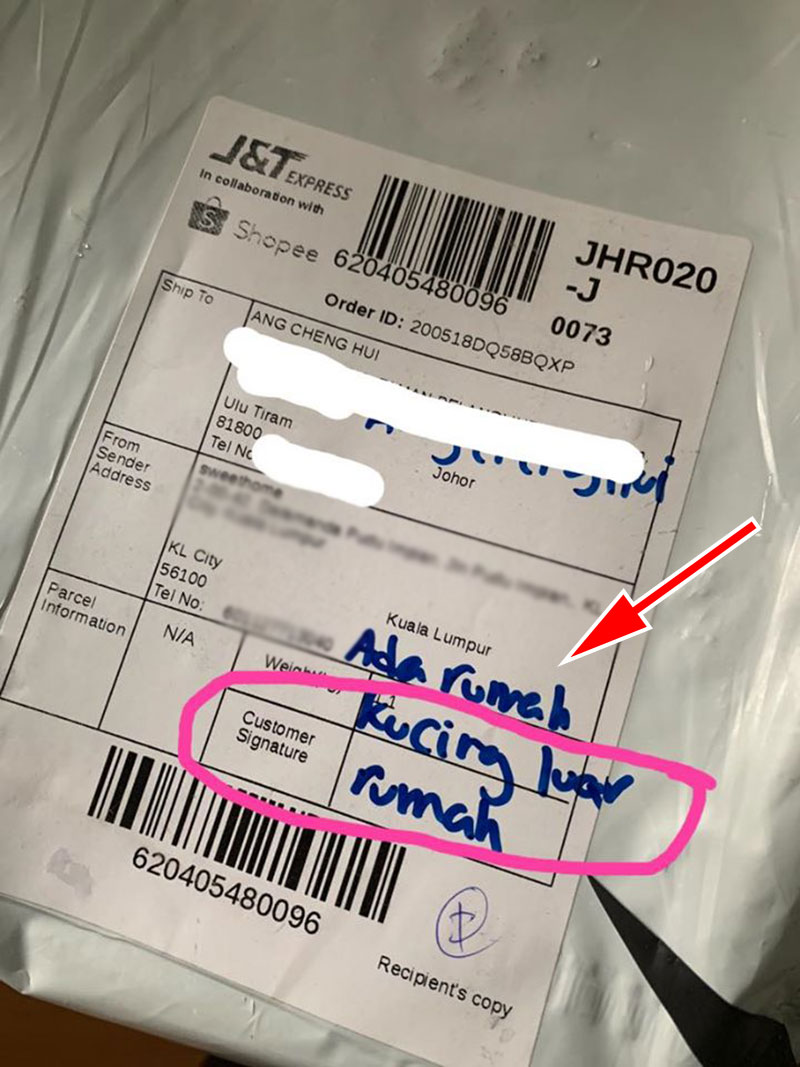 J&T EXPRESS
In collaboration with
Shopee
620405480096
JHR020
-J
0073
Order ID: 200518DQ58BQXP
Ship To
ANG CHENG HUI
Ulu Tiram
81800
Tel No
Johor
From
Sender
Address
sweethome
KL City
56100
Tel No:
Kuala Lumpur
Parcel
Information
N/A
Ada rumah
kucing luar
rumah
Customer
Signature
620405480096
Recipient's copy